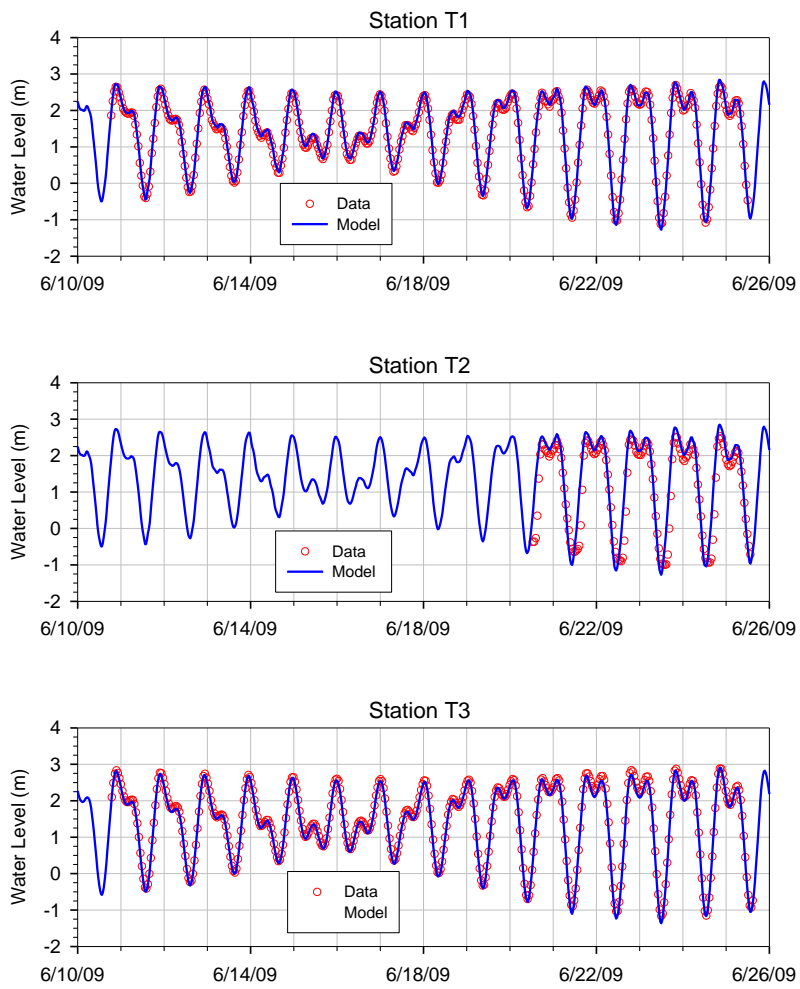 Station T1
Water Level (m)
4
3
2
1
0
-1
-2
Data
Model
6/10/09 6/14/09 6/18/09 6/22/09 6/26/09
Station T2
Water Level (m)
4
3
2
1
0
-1
-2
Data
Model
6/10/09 6/14/09 6/18/09 6/22/09 6/26/09
Station T3
Water Level (m)
4
3
2
1
0
-1
-2
Data
Model
6/10/09 6/14/09 6/18/09 6/22/09 6/26/09